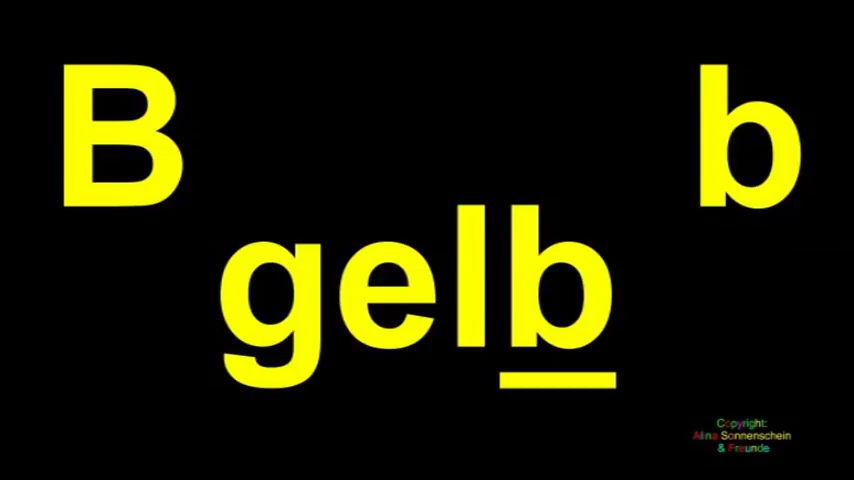 B b
gelb
Copyright:
Alina Sonnenschein
& Freunde